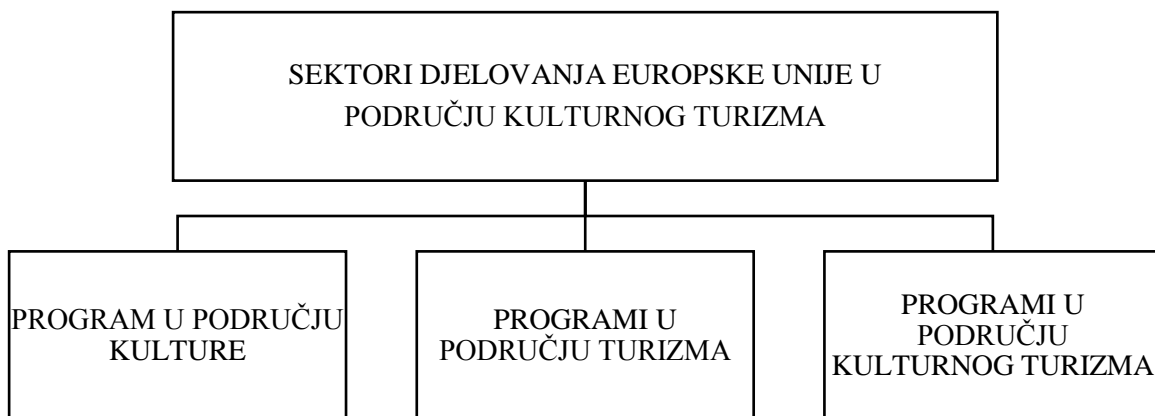 SEKTORI DJELOVANJA EUROPSKE UNIJE U
PODRUČJU KULTURNOG TURIZMA
PROGRAM U PODRUČJU
KULTURE
PROGRAMI U
PODRUČJU TURIZMA
PROGRAMI U
PODRUČJU
KULTURNOG TURIZMA